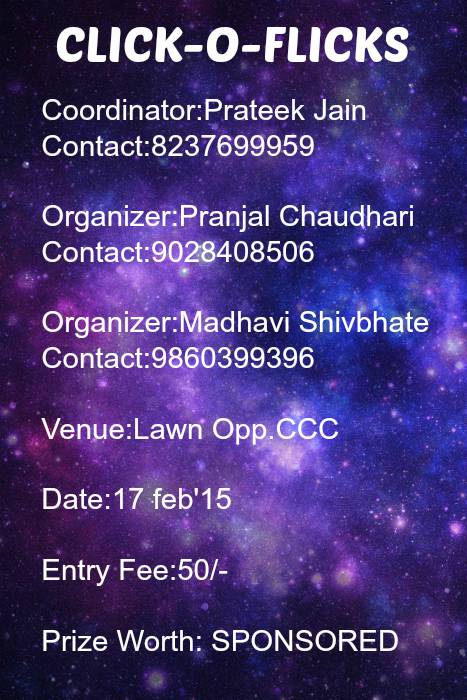 CLICK-O-FLICKS
Coordinator:Prateek Jain
Contact:8237699959
Organizer:Pranjal Chaudhari
Contact:9028408506
Organizer:Madhavi Shivbhate
Contact:9860399396
Venue:Lawn Opp.CCC
Date:17 feb'15
Entry Fee:50/-
Prize Worth: SPONSORED